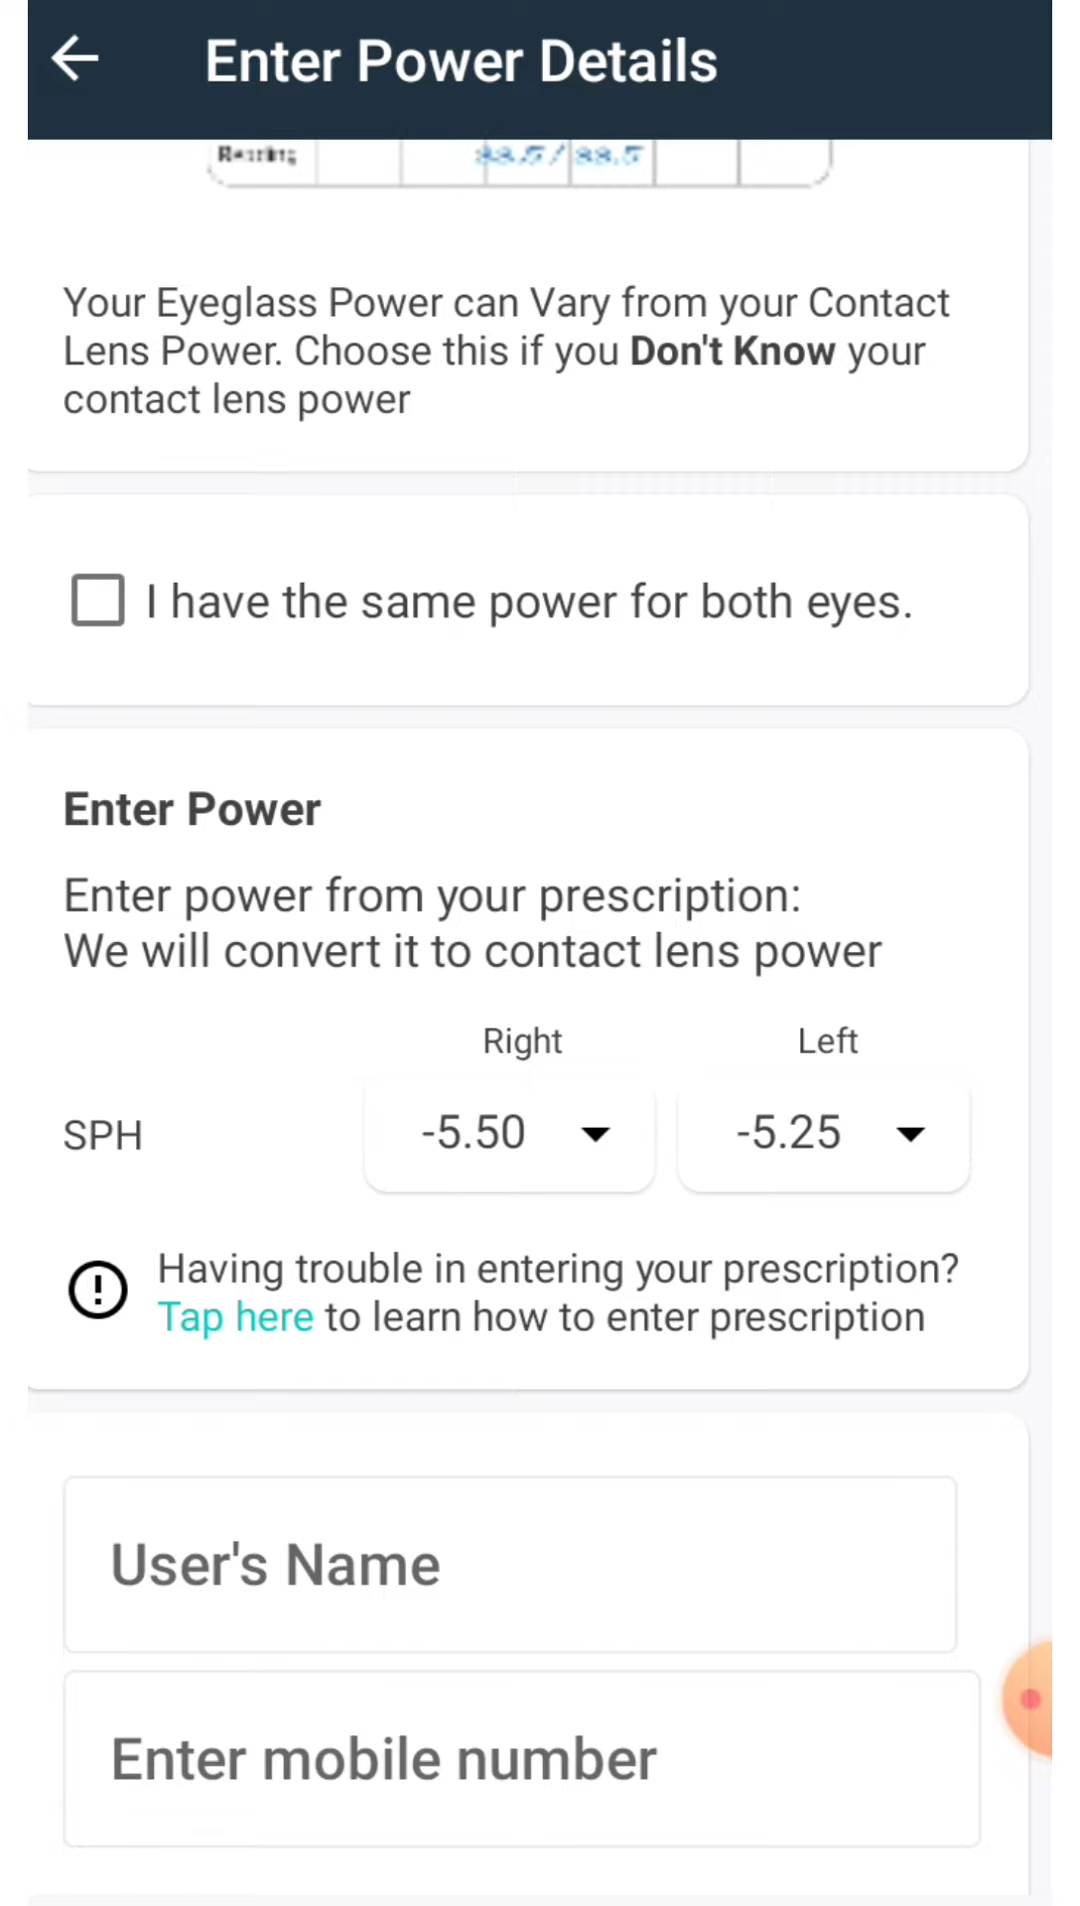 Enter Power Details
Your Eyeglass Power can Vary from your Contact
Lens Power. Choose this if you Don't Know your
contact lens power
I have the same power for both eyes.
Enter Power
Enter power from your prescription:
We will convert it to contact lens power
Right Left
SPH -5.50 -5.25
Having trouble in entering your prescription?
Tap here to learn how to enter prescription
User's Name
Enter mobile number